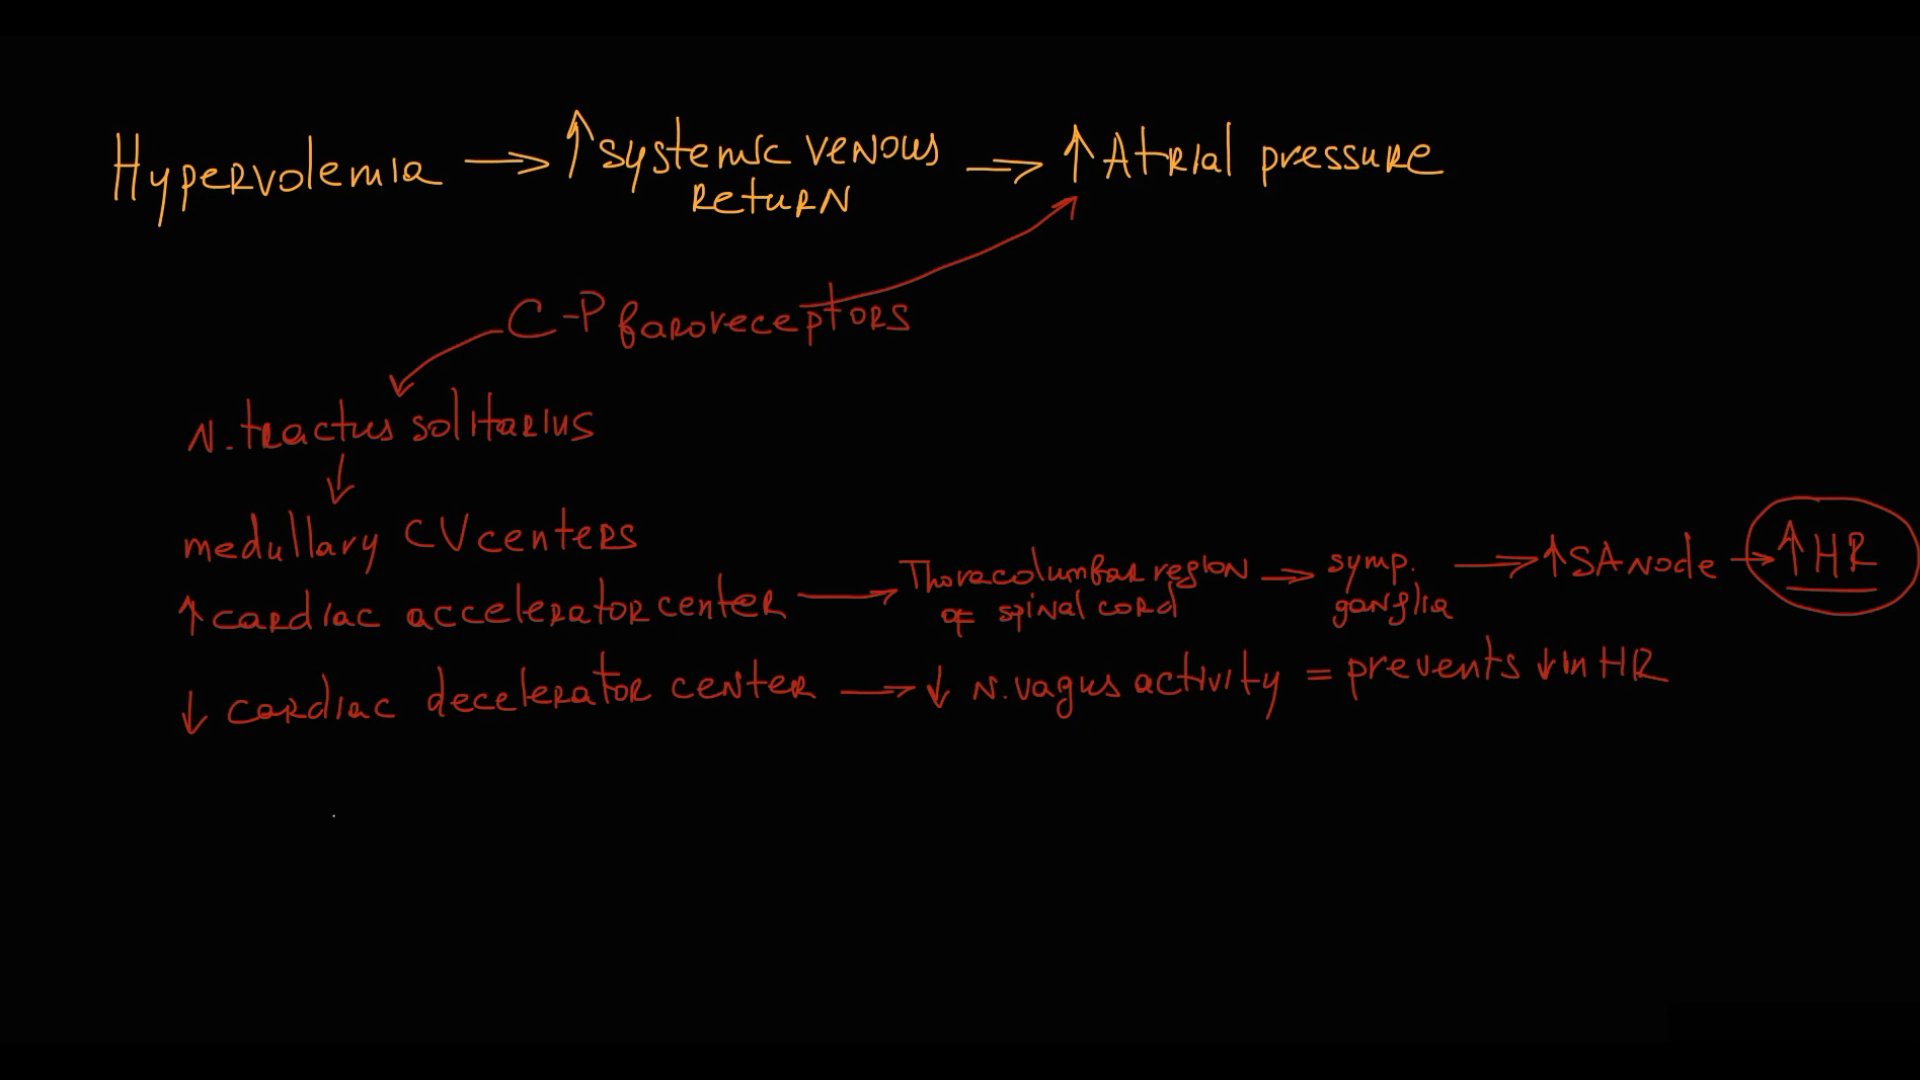 Hypervolemia → ↑ systemic venous return → ↑ Atrial pressure
C-P baroreceptors
N. tractus solitarius
↓
medullary CV centers
↑ cardiac accelerator center → Thoracolumbar region of spinal cord → symp. ganglia → ↑ SA node → ↑ HR
↓ cardiac decelerator center → ↓ N. vagus activity = prevents ↓ in HR